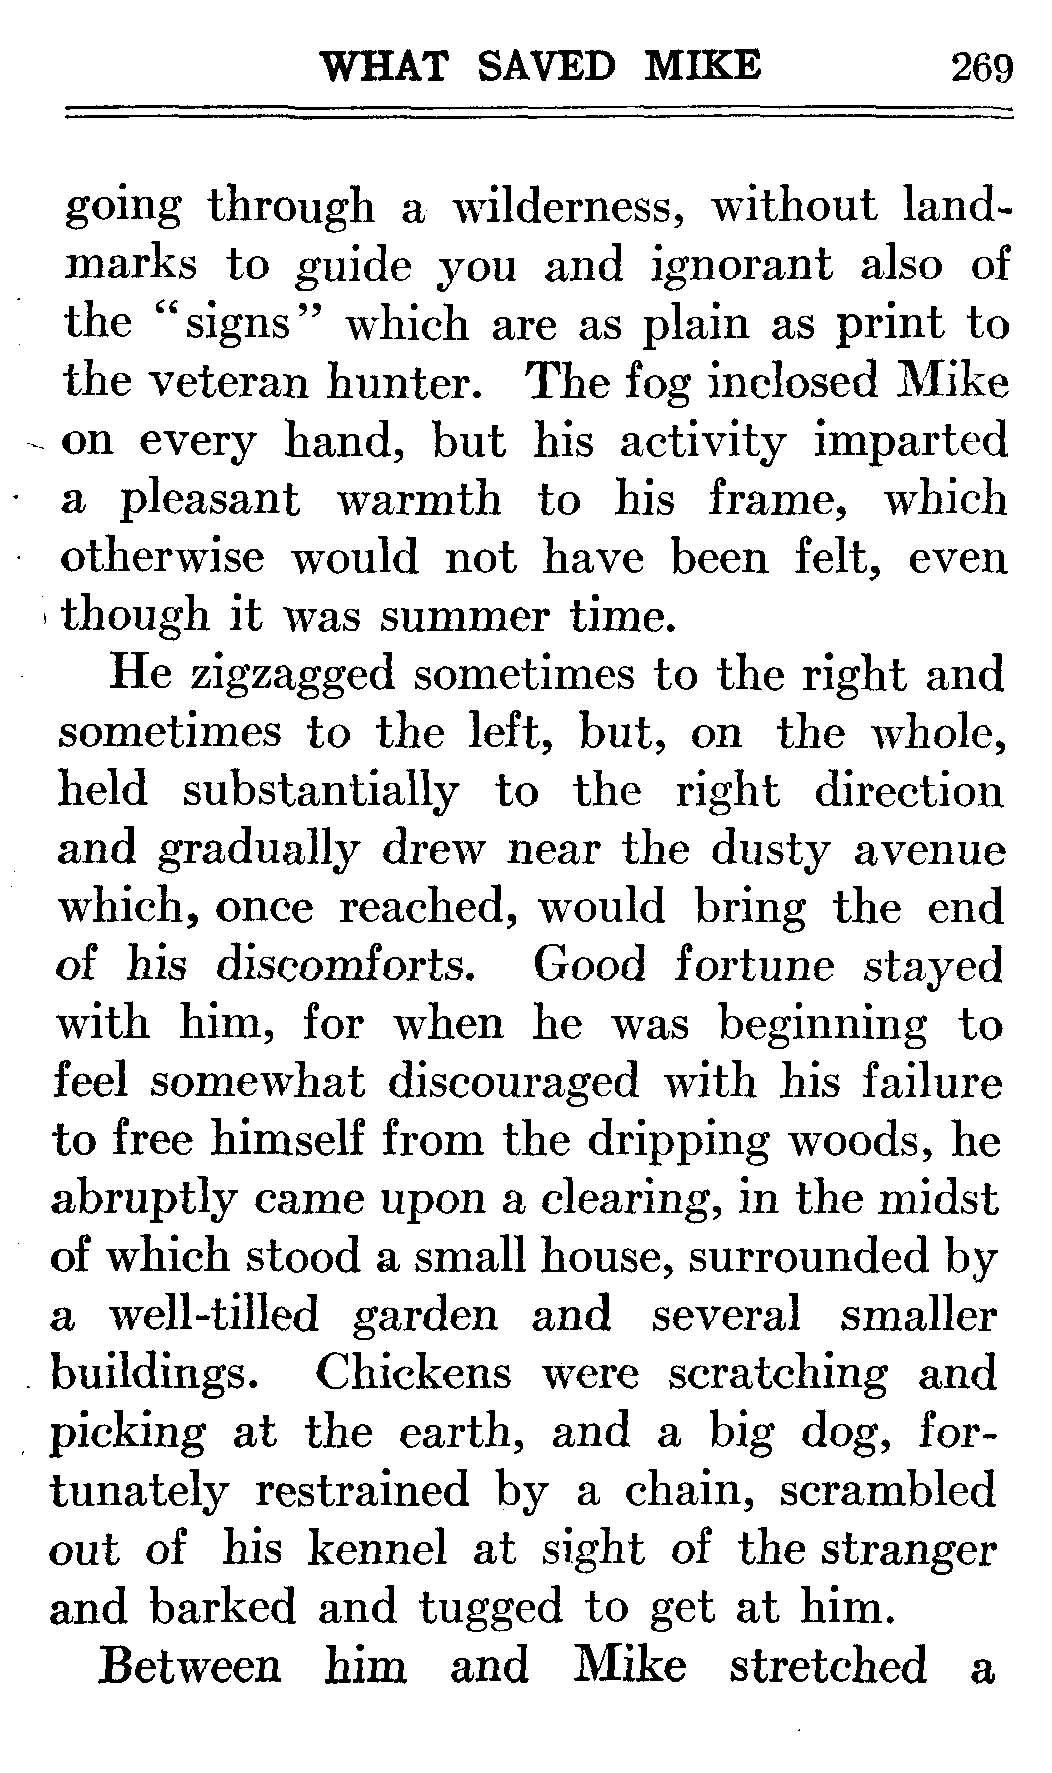 WHAT SAVED MIKE 269
going through a wilderness, without land-
marks to guide you and ignorant also of
the "signs" which are as plain as print to
the veteran hunter. The fog inclosed Mike
on every hand, but his activity imparted
a pleasant warmth to his frame, which
otherwise would not have been felt, even
though it was summer time.
He zigzagged sometimes to the right and
sometimes to the left, but, on the whole,
held substantially to the right direction
and gradually drew near the dusty avenue
which, once reached, would bring the end
of his discomforts. Good fortune stayed
with him, for when he was beginning to
feel somewhat discouraged with his failure
to free himself from the dripping woods, he
abruptly came upon a clearing, in the midst
of which stood a small house, surrounded by
a well-tilled garden and several smaller
buildings. Chickens were scratching and
picking at the earth, and a big dog, for-
tunately restrained by a chain, scrambled
out of his kennel at sight of the stranger
and barked and tugged to get at him.
Between him and Mike stretched a